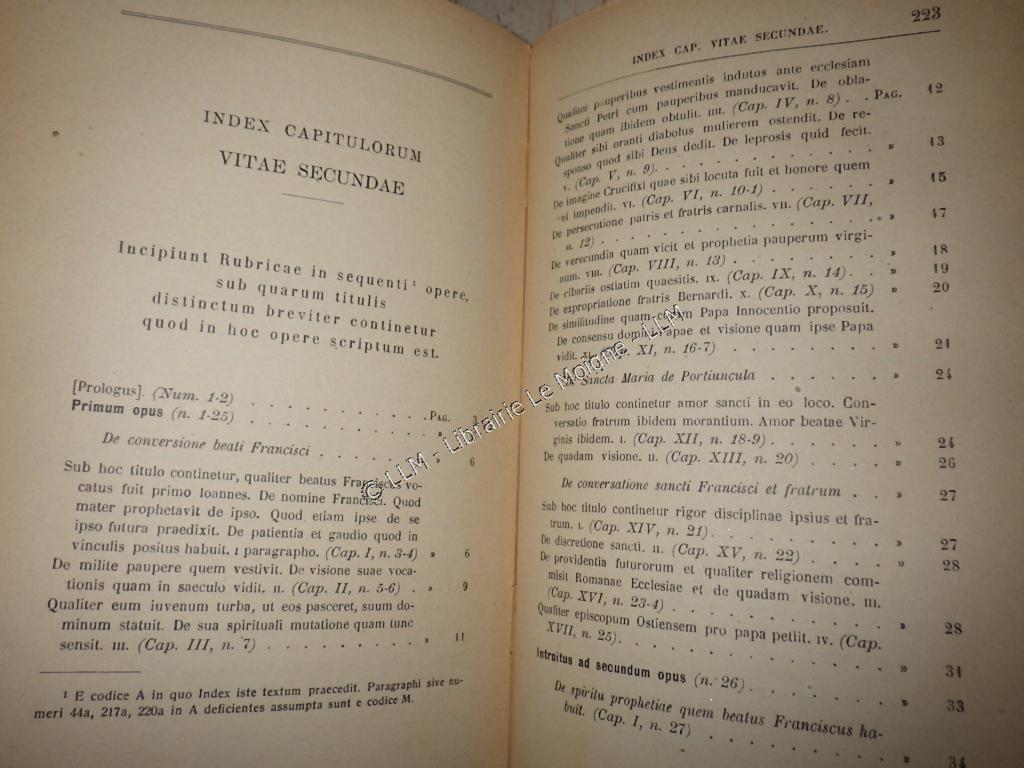 INDEX CAPITULORUM
VITAE SECUNDAE
Incipiunt Rubricae in sequenti¹ opere,
sub quarum titulis
distinctum breviter continetur
quod in hoc opere scriptum est.
[Prologus]. (Num. 1-2) . . . . . . . . . . . . Pag. 3
Primum opus (n. 1-25) . . . . . . . . . . . . »
De conversione beati Francisci . . . . . . . » 6
Sub hoc titulo continetur, qualiter beatus Franciscus vo-
catus fuit primo Ioannes. De nomine Francisci. Quod
mater prophetavit de ipso. Quod etiam ipse de se
ipso futura praedixit. De patientia et gaudio quod in
vinculis positus habuit. I paragrapho. (Cap. I, n. 3-4) » 6
De milite paupere quem vestivit. De visione suae voca-
tionis quam in saeculo vidit. II. (Cap. II, n. 5-6) . » 9
Qualiter eum iuvenum turba, ut eos pasceret, suum do-
minum statuit. De sua spirituali mutatione quam tunc
sensit. III. (Cap. III, n. 7) . . . . . . . . . . » 11
¹ E codice A in quo Index iste textum praecedit. Paragraphi sive nu-
meri 44a, 217a, 220a in A deficientes assumpta sunt e codice M.
INDEX CAP. VITAE SECUNDAE. 223
Qualiter pauperibus vestimentis indutus ante ecclesiam
Sancti Petri cum pauperibus manducavit. De obla-
tione quam ibidem obtulit. IIII. (Cap. IV, n. 8) . . Pag. 12
Qualiter sibi oranti diabolus mulierem ostendit. De re-
sponso quod sibi Deus dedit. De leprosis quid fecit.
V. (Cap. V, n. 9). . . . . . . . . . . . » 13
De imagine Crucifixi quae sibi locuta fuit et honore quem
ei impendit. VI. (Cap. VI, n. 10-1) . . . . . . . » 15
De persecutione patris et fratris carnalis. VII. (Cap. VII,
n. 12) . . . . . . . . . . . . . . » 17
De verecundia quam vicit et prophetia pauperum virgi-
num. VIII. (Cap. VIII, n. 13) . . . . . . . . » 18
De cibariis ostiatim quaesitis. IX. (Cap. IX, n. 14). . » 19
De expropriatione fratris Bernardi. X. (Cap. X, n. 15) » 20
De similitudine quam coram Papa Innocentio proposuit.
De consensu domini Papae et visione quam ipse Papa
vidit. XI. (Cap. XI, n. 16-7) . . . . . . . . » 21
De Sancta Maria de Portiuncula . . . . . . » 24
Sub hoc titulo continetur amor sancti in eo loco. Con-
versatio fratrum ibidem morantium. Amor beatae Vir-
ginis ibidem. I. (Cap. XII, n. 18-9) . . . . . . » 24
De quadam visione. II. (Cap. XIII, n. 20) . . . . » 26
De conversatione sancti Francisci et fratrum . . » 27
Sub hoc titulo continetur rigor disciplinae ipsius et fra-
trum. I. (Cap. XIV, n. 21). . . . . . . . . » 27
De discretione sancti. II. (Cap. XV, n. 22) . . . . » 28
De providentia futurorum et qualiter religionem com-
misit Romanae Ecclesiae et de quadam visione. III.
(Cap. XVI, n. 23-4) . . . . . . . . . . » 28
Qualiter episcopum Ostiensem pro papa petiit. IV. (Cap.
XVII, n. 25). . . . . . . . . . . . » 31
Introitus ad secundum opus (n. 26) . . . . . . . » 33
De spiritu prophetiae quem beatus Franciscus ha-
buit. (Cap. I, n. 27) . . . . . . . . . » 34
© LLM - Librairie Le Moigne - LLM